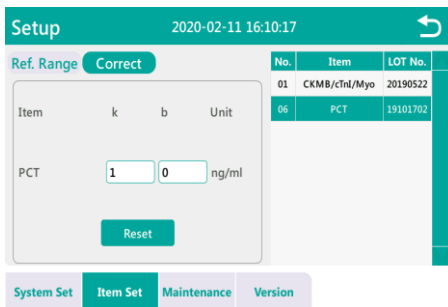 Setup 2020-02-11 16:10:17
Ref. Range Correct
No. Item LOT No.
01 CKMB/cTnI/Myo 20190522
06 PCT 19101702
Item k b Unit
PCT 1 0 ng/ml
Reset
System Set Item Set Maintenance Version